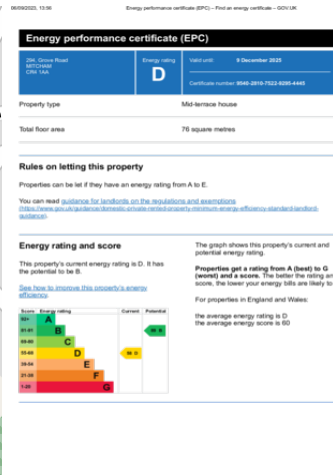 08/09/2023, 13:56 Energy performance certificate (EPC) – Find an energy certificate – GOV.UK
Energy performance certificate (EPC)
294, Grove Road
MITCHAM
CR4 1AA
Energy rating
D
Valid until: 9 December 2025
Certificate number: 9540-2810-7522-9295-4445
Property type Mid-terrace house
Total floor area 76 square metres
Rules on letting this property
Properties can be let if they have an energy rating from A to E.
You can read guidance for landlords on the regulations and exemptions
(https://www.gov.uk/guidance/domestic-private-rented-property-minimum-energy-efficiency-standard-landlord-
guidance).
Energy rating and score
This property's current energy rating is D. It has
the potential to be B.
See how to improve this property's energy
efficiency.
Score Energy rating Current Potential
92+ A
81-91 B
69-80 C
55-68 D
39-54 E
21-38 F
1-20 G
The graph shows this property's current and
potential energy rating.
Properties get a rating from A (best) to G
(worst) and a score. The better the rating an
score, the lower your energy bills are likely to
For properties in England and Wales:
the average energy rating is D
the average energy score is 60